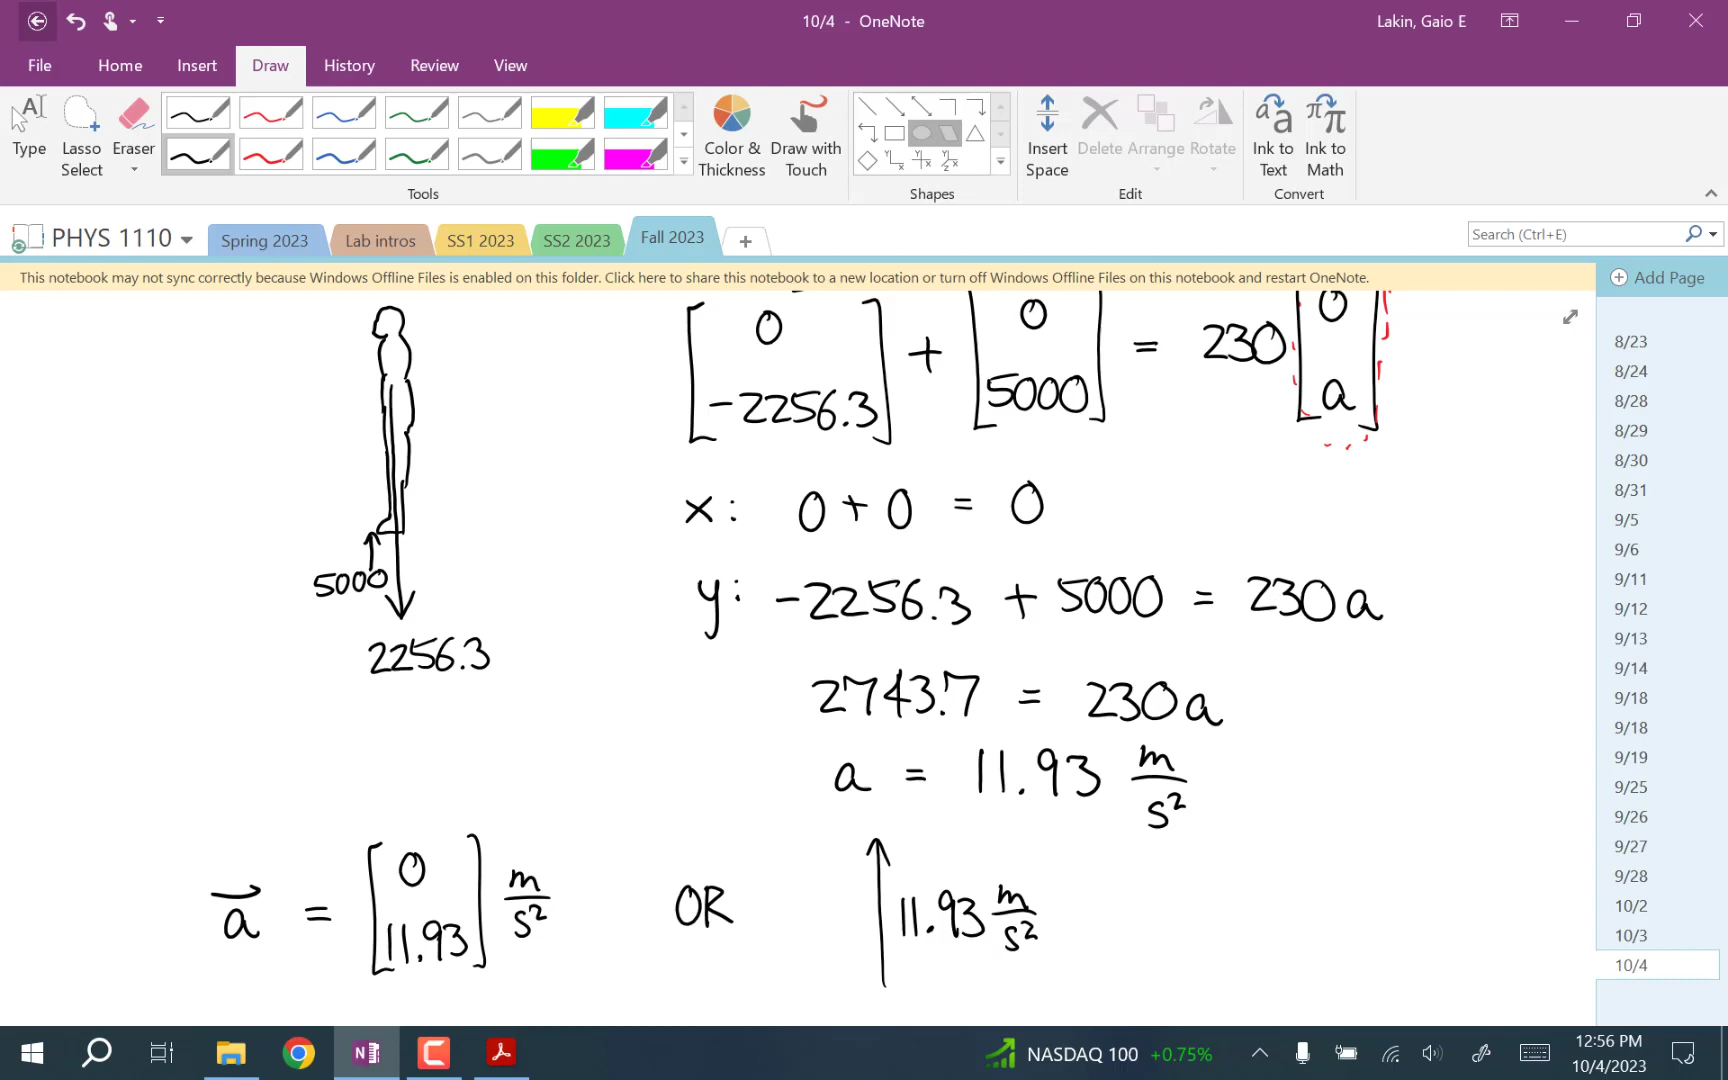 10/4 - OneNote
Lakin, Gaio E
File Home Insert Draw History Review View
Type
Lasso Select
Eraser
Color & Thickness
Draw with Touch
Insert Space
Delete
Arrange
Rotate
Ink to Text
Ink to Math
Tools
Shapes
Edit
Convert
PHYS 1110
Spring 2023
Lab intros
SS1 2023
SS2 2023
Fall 2023
Search (Ctrl+E)
This notebook may not sync correctly because Windows Offline Files is enabled on this folder. Click here to share this notebook to a new location or turn off Windows Offline Files on this notebook and restart OneNote.
Add Page
[0 -2256.3] + [0 5000] = 230 [0 a]
x: 0 + 0 = 0
y: -2256.3 + 5000 = 230a
2743.7 = 230a
a = 11.93 m/s²
5000
2256.3
a⃗ = [0 11.93] m/s² OR ↑ 11.93 m/s²
8/23
8/24
8/28
8/29
8/30
8/31
9/5
9/6
9/11
9/12
9/13
9/14
9/18
9/18
9/19
9/25
9/26
9/27
9/28
10/2
10/3
10/4
NASDAQ 100 +0.75%
12:56 PM
10/4/2023